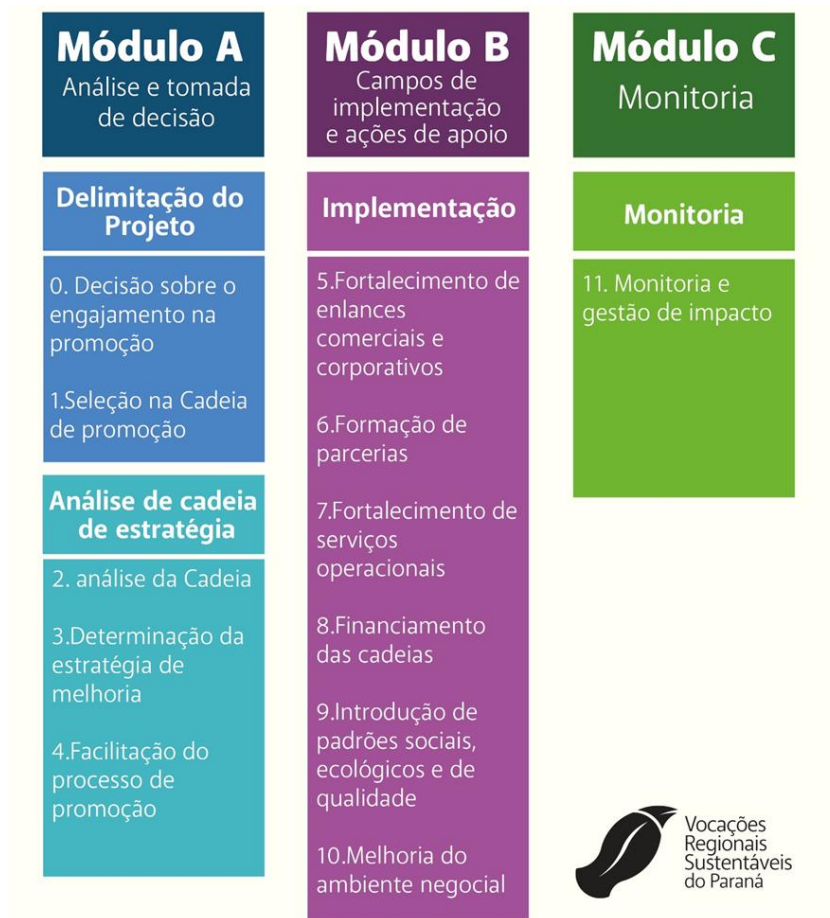 Módulo A
Análise e tomada
de decisão
Delimitação do
Projeto
0. Decisão sobre o
engajamento na
promoção
1.Seleção na Cadeia
de promoção
Análise de cadeia
de estratégia
2. análise da Cadeia
3.Determinação da
estratégia de
melhoria
4.Facilitação do
processo de
promoção
Módulo B
Campos de
implementação
e ações de apoio
Implementação
5.Fortalecimento de
enlances
comerciais e
corporativos
6.Formação de
parcerias
7.Fortalecimento de
serviços
operacionais
8.Financiamento
das cadeias
9.Introdução de
padrões sociais,
ecológicos e de
qualidade
10.Melhoria do
ambiente negocial
Módulo C
Monitoria
Monitoria
11. Monitoria e
gestão de impacto
Vocações
Regionais
Sustentáveis
do Paraná